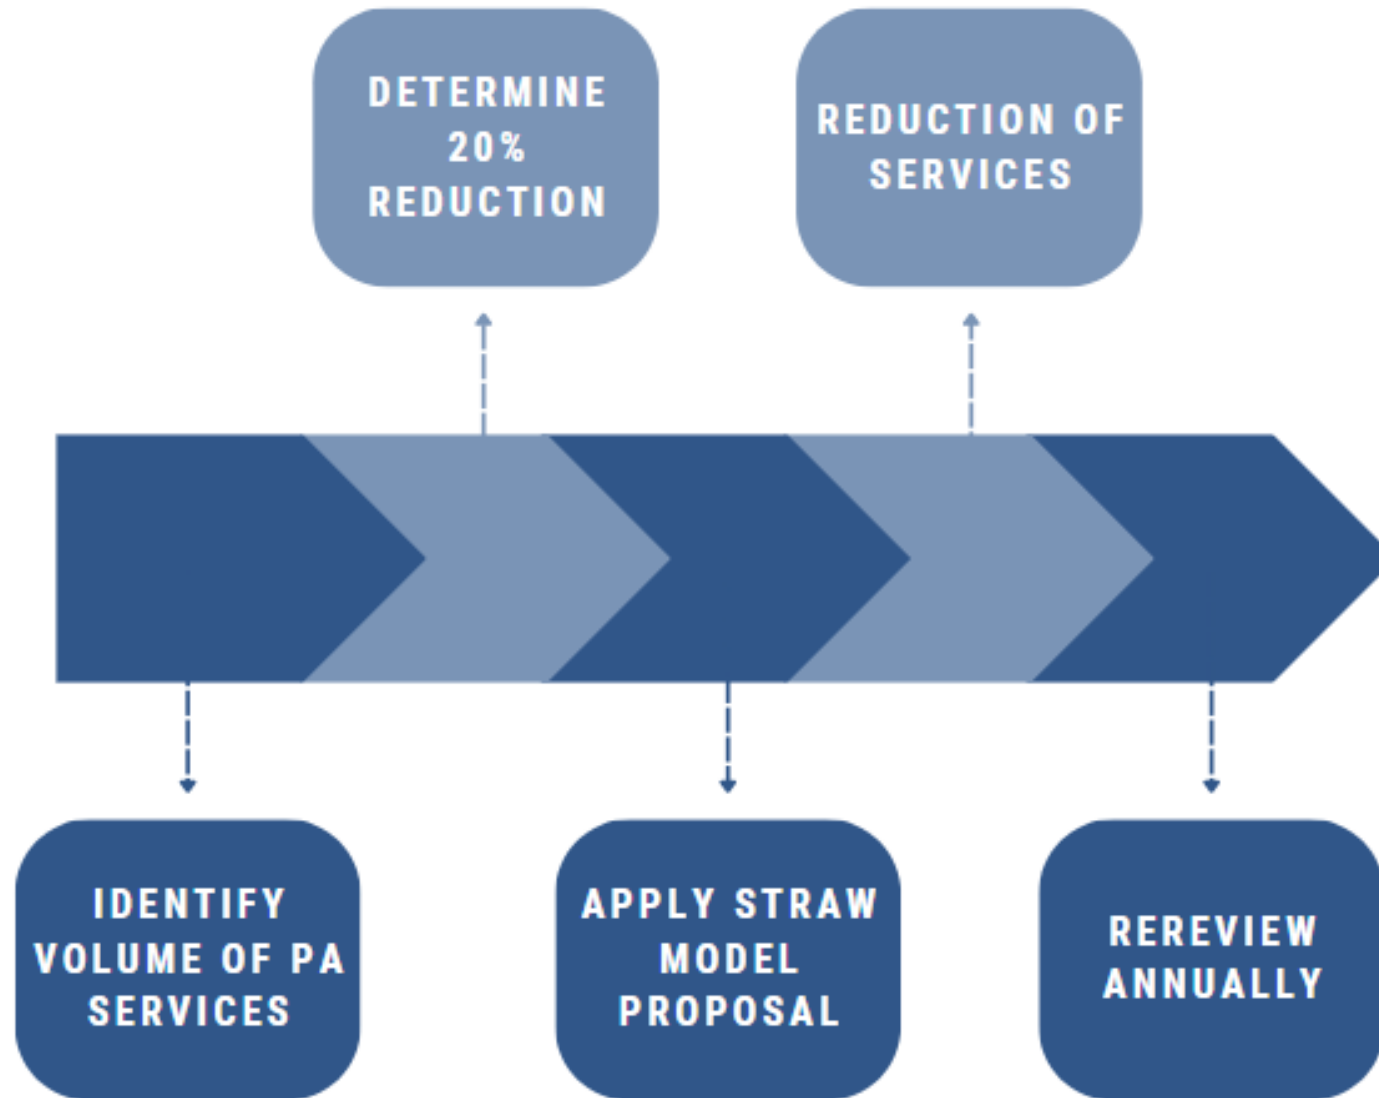 DETERMINE
20%
REDUCTION
REDUCTION OF
SERVICES
IDENTIFY
VOLUME OF PA
SERVICES
APPLY STRAW
MODEL
PROPOSAL
REREVIEW
ANNUALLY